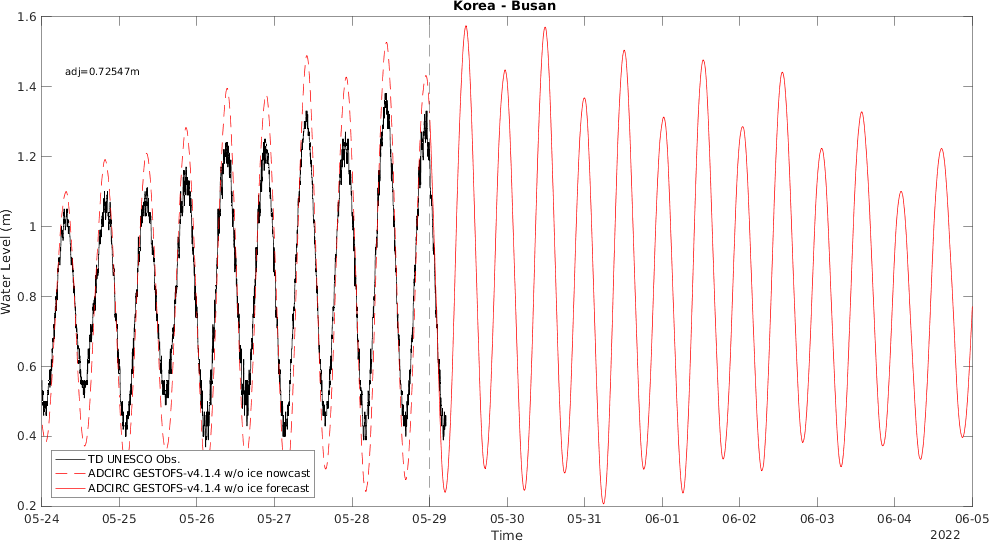 Korea - Busan
1.6
1.4
1.2
1
0.8
0.6
0.4
0.2
Water Level (m)
adj=0.72547m
TD UNESCO Obs.
ADCIRC GESTOFS-v4.1.4 w/o ice nowcast
ADCIRC GESTOFS-v4.1.4 w/o ice forecast
05-24 05-25 05-26 05-27 05-28 05-29 05-30 05-31 06-01 06-02 06-03 06-04 06-05
Time
2022